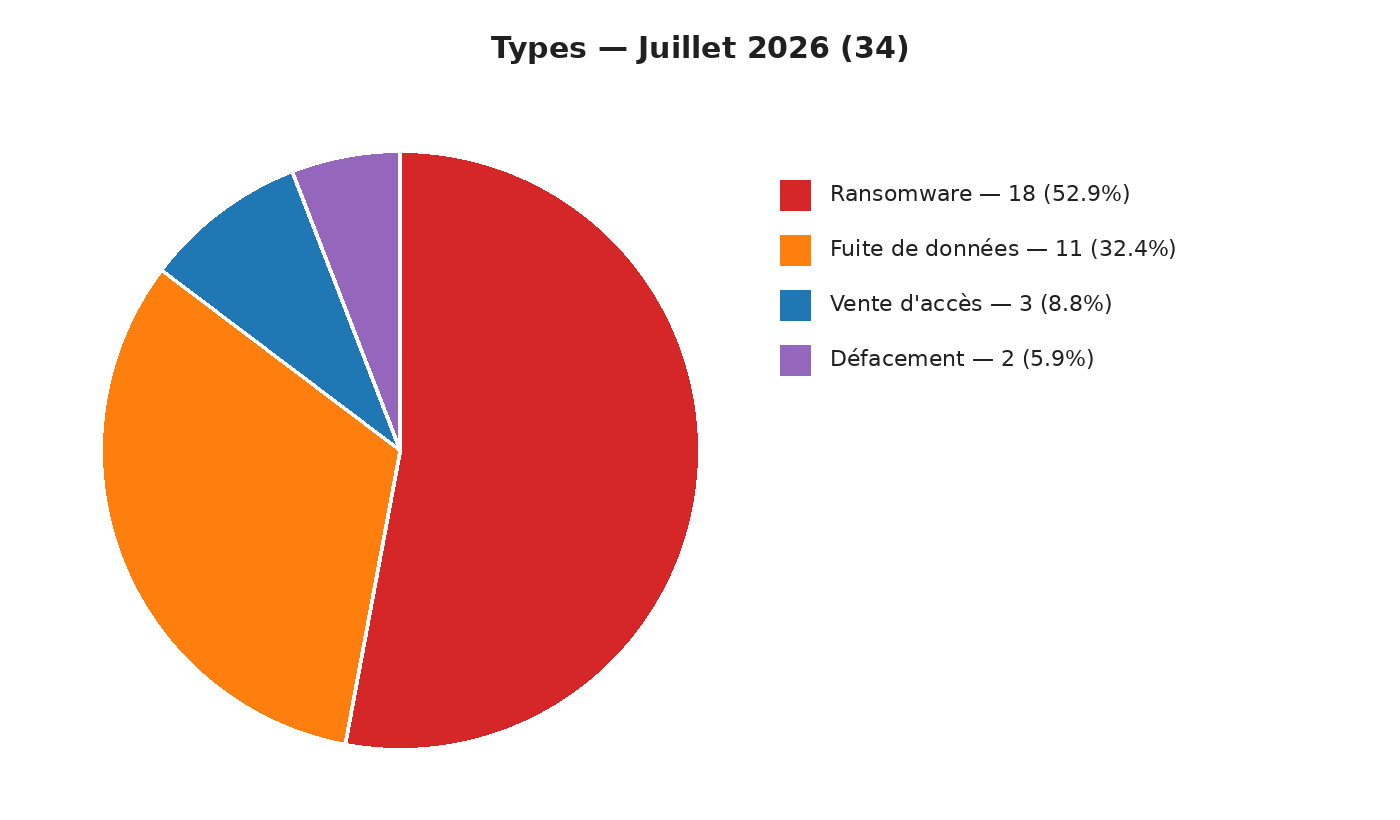 Types — Juillet 2026 (34)
Ransomware — 18 (52.9%)
Fuite de données — 11 (32.4%)
Vente d'accès — 3 (8.8%)
Défacement — 2 (5.9%)